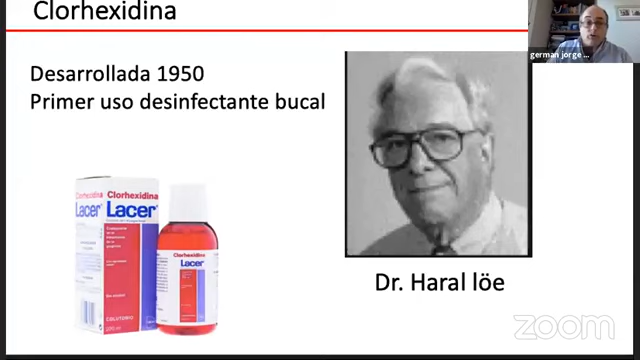 Clorhexidina
german jorge ...
Desarrollada 1950
Primer uso desinfectante bucal
Clorhexidina
Lacer
Clorhexidina
Lacer
COLUTORIO
Clorhexidina
Lacer
Dr. Haral löe
zoom